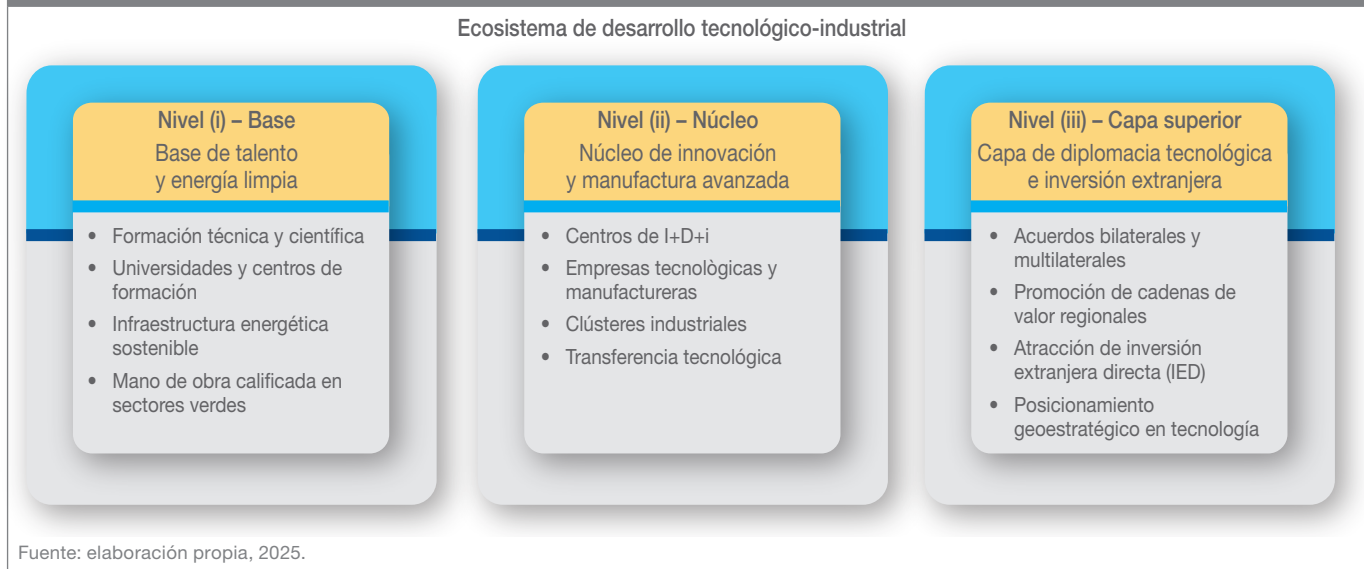 Ecosistema de desarrollo tecnológico-industrial
Nivel (i) – Base
Base de talento
y energía limpia
• Formación técnica y científica
• Universidades y centros de
formación
• Infraestructura energética
sostenible
• Mano de obra calificada en
sectores verdes
Nivel (ii) – Núcleo
Núcleo de innovación
y manufactura avanzada
• Centros de I+D+i
• Empresas tecnològicas y
manufactureras
• Clústeres industriales
• Transferencia tecnológica
Nivel (iii) – Capa superior
Capa de diplomacia tecnológica
e inversión extranjera
• Acuerdos bilaterales y
multilaterales
• Promoción de cadenas de
valor regionales
• Atracción de inversión
extranjera directa (IED)
• Posicionamiento
geoestratégico en tecnología
Fuente: elaboración propia, 2025.